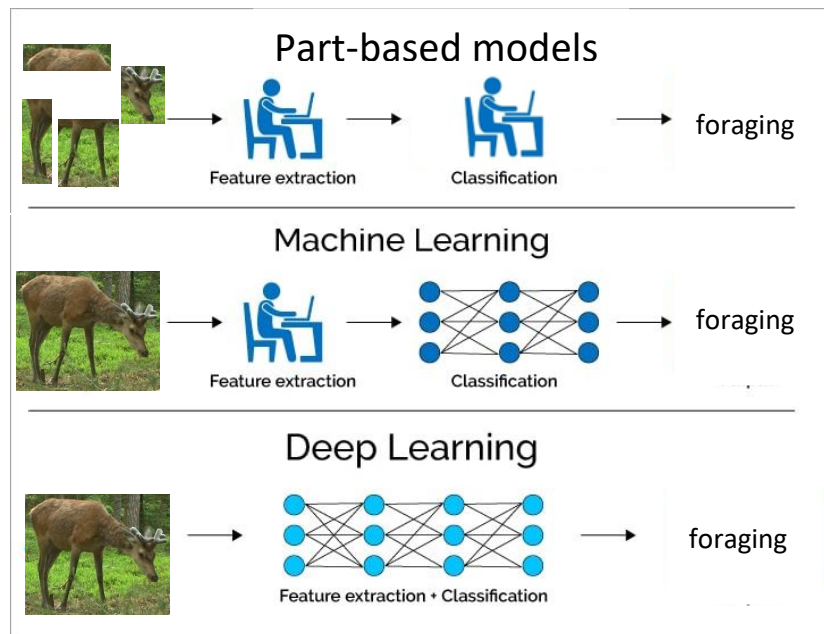 Part-based models
foraging
Feature extraction
Classification
Machine Learning
foraging
Feature extraction
Classification
Deep Learning
foraging
Feature extraction + Classification